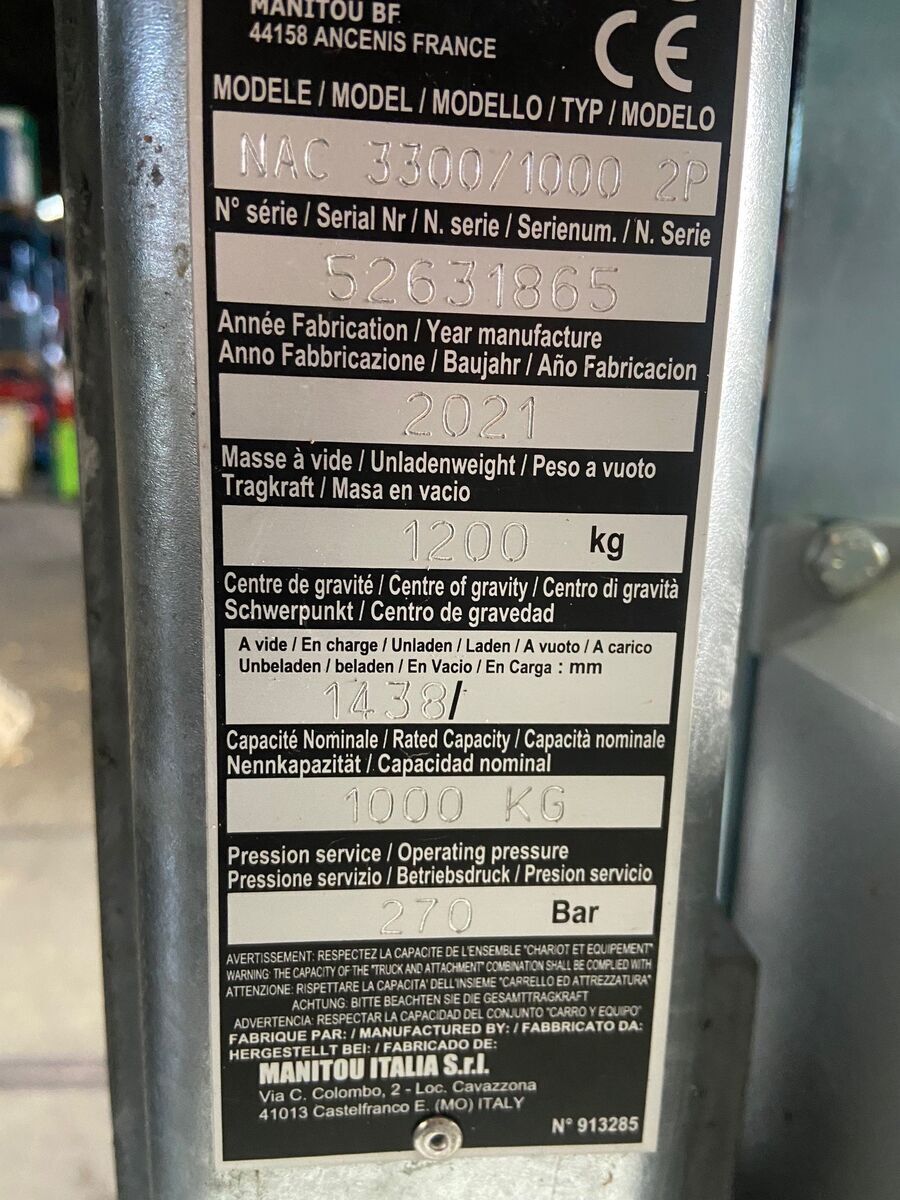 MANITOU BF
44158 ANCENIS FRANCE
CE
MODELE / MODEL / MODELLO / TYP / MODELO
NAC 3300/1000 2P
N° série / Serial Nr / N. serie / Serienum. / N. Serie
52631865
Année Fabrication / Year manufacture
Anno Fabbricazione / Baujahr / Año Fabricacion
2021
Masse à vide / Unladenweight / Peso a vuoto
Tragkraft / Masa en vacio
1200 kg
Centre de gravité / Centre of gravity / Centro di gravità
Schwerpunkt / Centro de gravedad
A vide / En charge / Unladen / Laden / A vuoto / A carico
Unbeladen / beladen / En Vacio / En Carga : mm
1438/
Capacité Nominale / Rated Capacity / Capacità nominale
Nennkapazität / Capacidad nominal
1000 KG
Pression service / Operating pressure
Pressione servizio / Betriebsdruck / Presion servicio
270 Bar
AVERTISSEMENT: RESPECTEZ LA CAPACITE DE L'ENSEMBLE "CHARIOT ET EQUIPEMENT"
WARNING: THE CAPACITY OF THE "TRUCK AND ATTACHMENT" COMBINATION SHALL BE COMPLIED WITH
ATTENZIONE: RISPETTARE LA CAPACITA' DELL'INSIEME "CARRELLO ED ATTREZZATURA"
ACHTUNG: BITTE BEACHTEN SIE DIE GESAMTTRAGKRAFT
ADVERTENCIA: RESPECTAR LA CAPACIDAD DEL CONJUNTO "CARRO Y EQUIPO"
FABRIQUE PAR: / MANUFACTURED BY: / FABBRICATO DA:
HERGESTELLT BEI: / FABRICADO DE:
MANITOU ITALIA S.r.l.
Via C. Colombo, 2 - Loc. Cavazzona
41013 Castelfranco E. (MO) ITALY
N° 913285